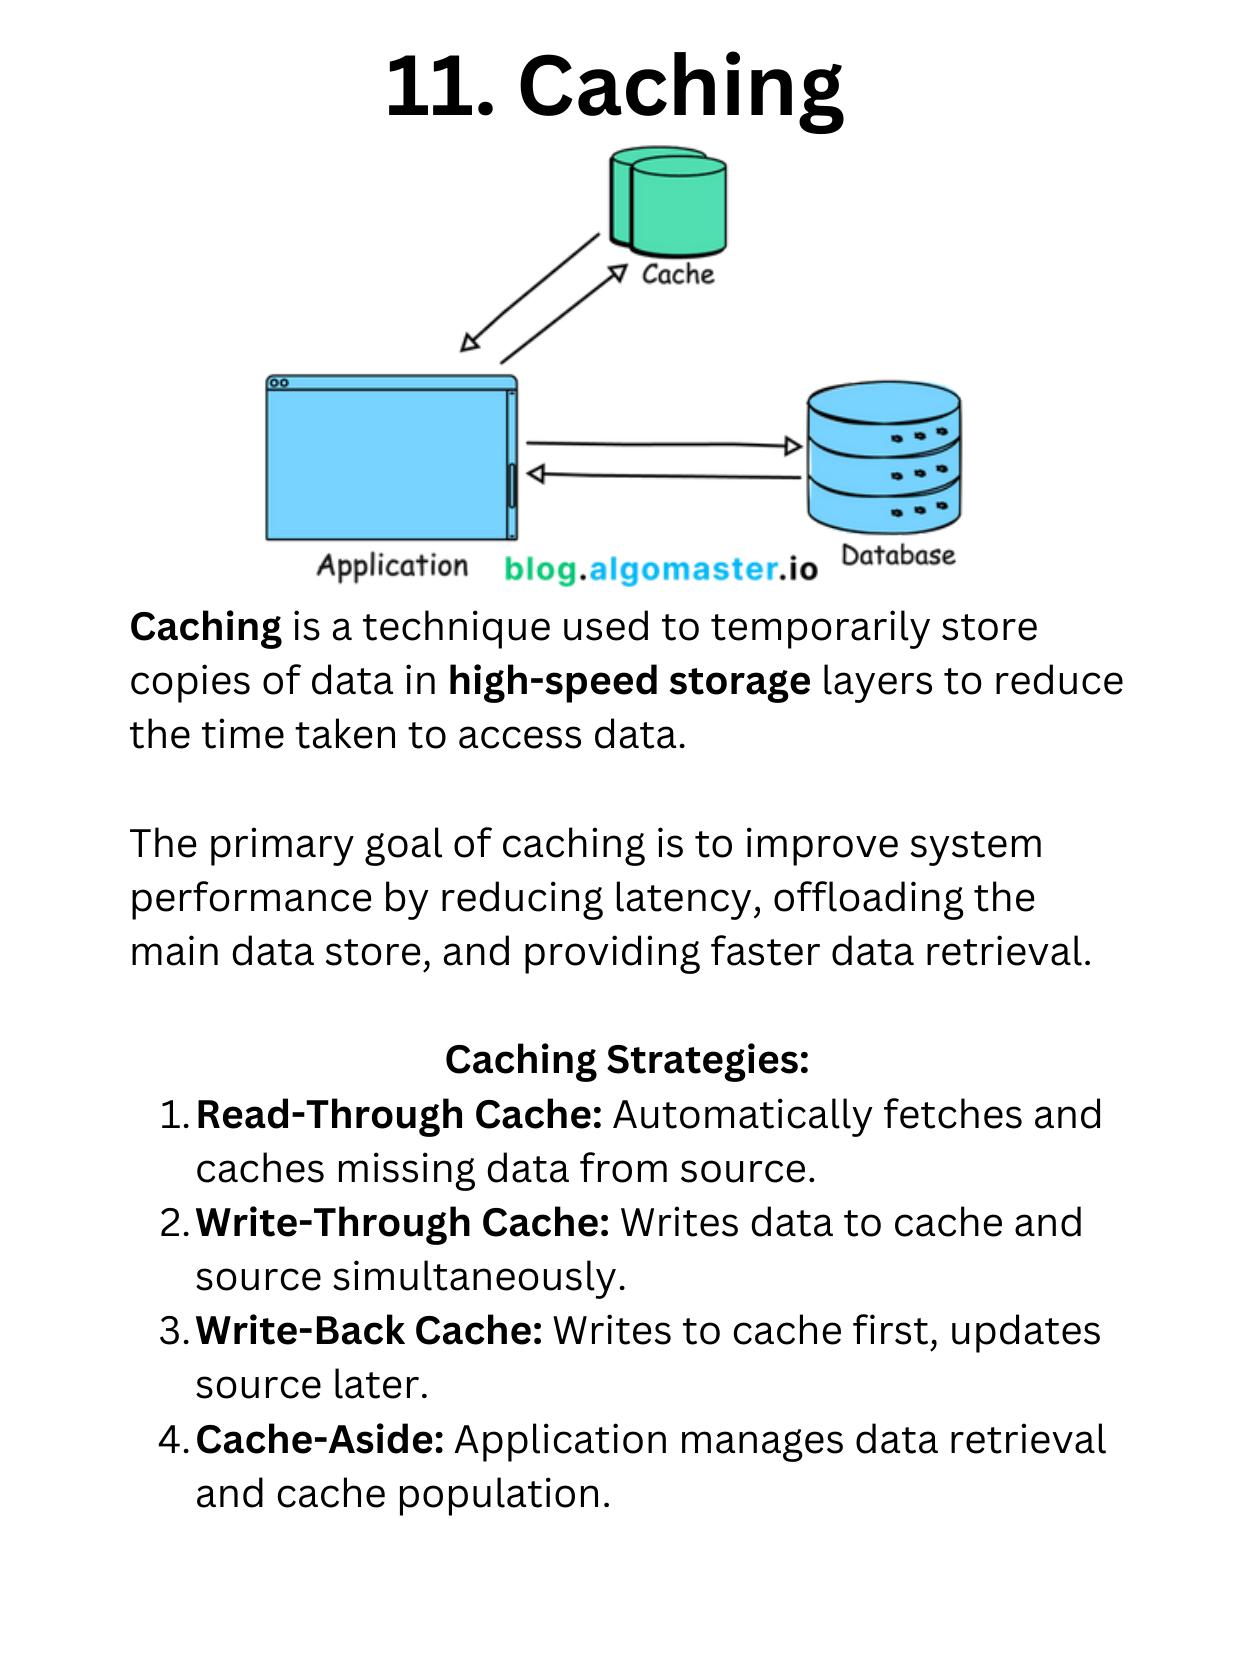 11. Caching
Cache
Application
blog.algomaster.io
Database
Caching is a technique used to temporarily store
copies of data in high-speed storage layers to reduce
the time taken to access data.
The primary goal of caching is to improve system
performance by reducing latency, offloading the
main data store, and providing faster data retrieval.
Caching Strategies:
1. Read-Through Cache: Automatically fetches and
caches missing data from source.
2. Write-Through Cache: Writes data to cache and
source simultaneously.
3. Write-Back Cache: Writes to cache first, updates
source later.
4. Cache-Aside: Application manages data retrieval
and cache population.